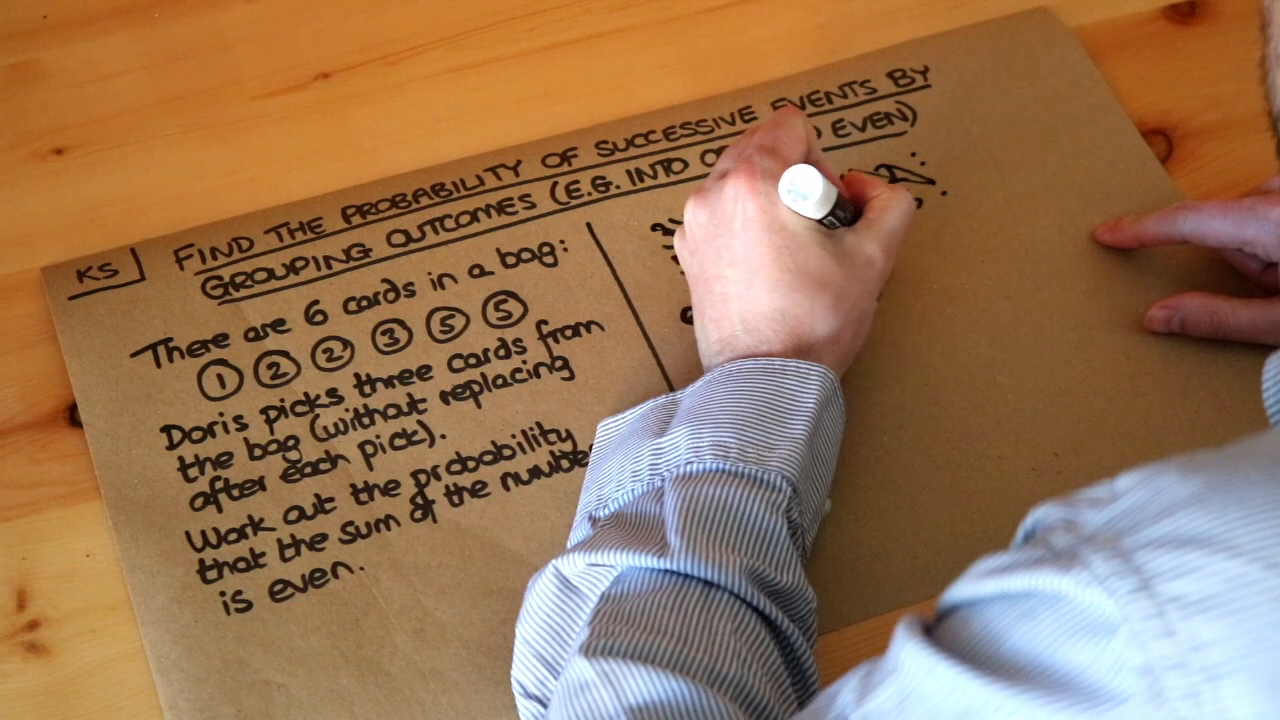 KS
FIND THE PROBABILITY OF SUCCESSIVE EVENTS BY
GROUPING OUTCOMES (E.G. INTO EVEN)
There are 6 cards in a bag:
1 2 2 3 5 5
Doris picks three cards from
the bag (without replacing
after each pick).
Work out the probability
that the sum of the
is even.